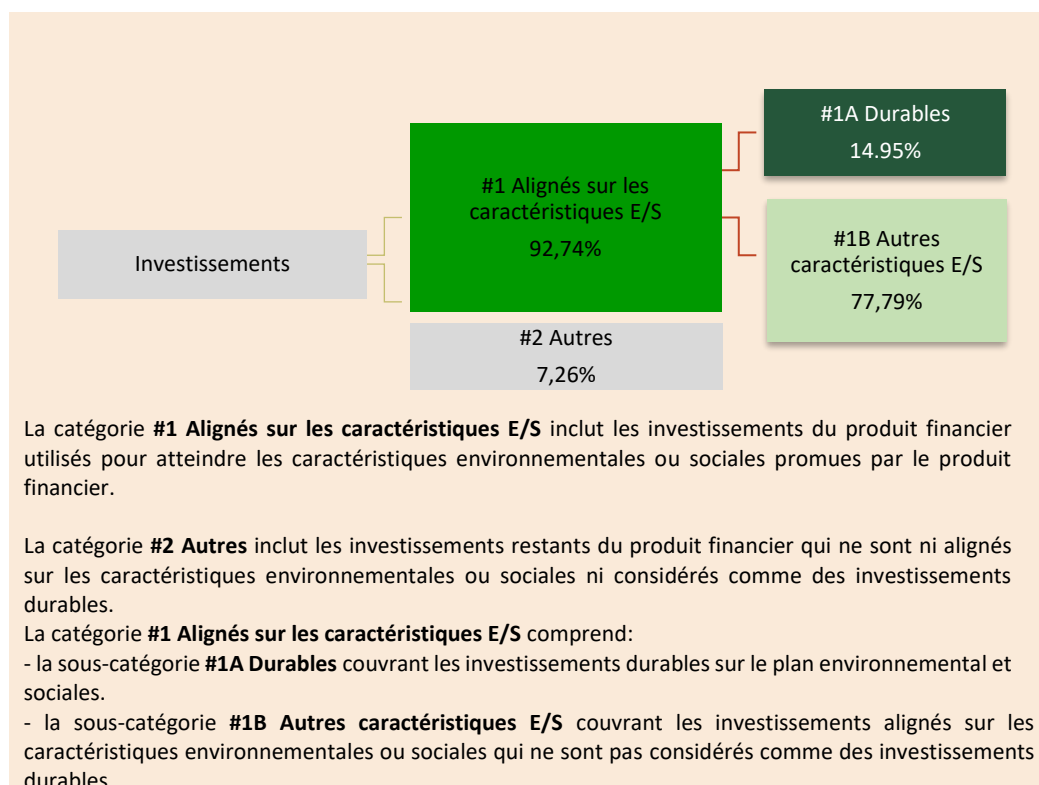 #1A Durables
14.95%
#1 Alignés sur les
caractéristiques E/S
92,74%
Investissements
#1B Autres
caractéristiques E/S
77,79%
#2 Autres
7,26%
La catégorie #1 Alignés sur les caractéristiques E/S inclut les investissements du produit financier
utilisés pour atteindre les caractéristiques environnementales ou sociales promues par le produit
financier.
La catégorie #2 Autres inclut les investissements restants du produit financier qui ne sont ni alignés
sur les caractéristiques environnementales ou sociales ni considérés comme des investissements
durables.
La catégorie #1 Alignés sur les caractéristiques E/S comprend:
- la sous-catégorie #1A Durables couvrant les investissements durables sur le plan environnemental et
sociales.
- la sous-catégorie #1B Autres caractéristiques E/S couvrant les investissements alignés sur les
caractéristiques environnementales ou sociales qui ne sont pas considérés comme des investissements
durables